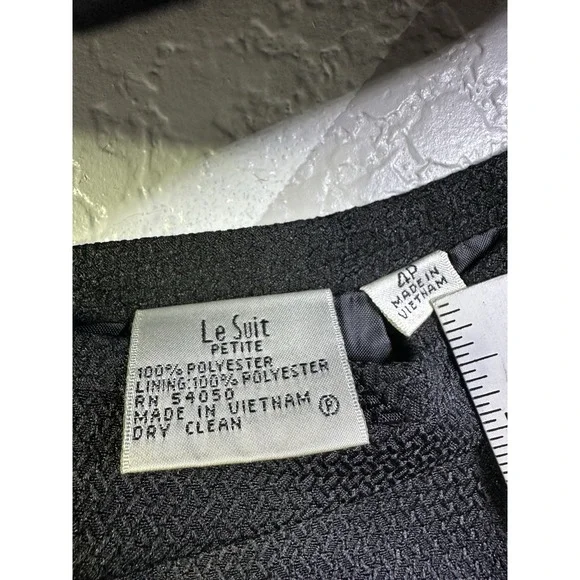 Le Suit
PETITE
100% POLYESTER
LINING:100% POLYESTER
RN 54050
MADE IN VIETNAM Ⓟ
DRY CLEAN
4P
MADE IN
VIETNAM